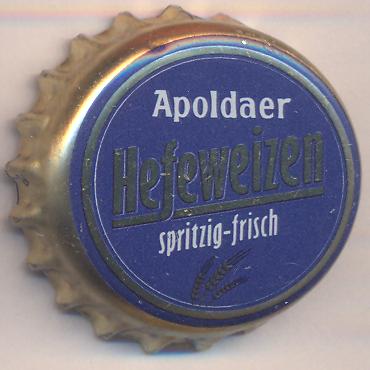 Apoldaer
Hefeweizen
spritzig-frisch